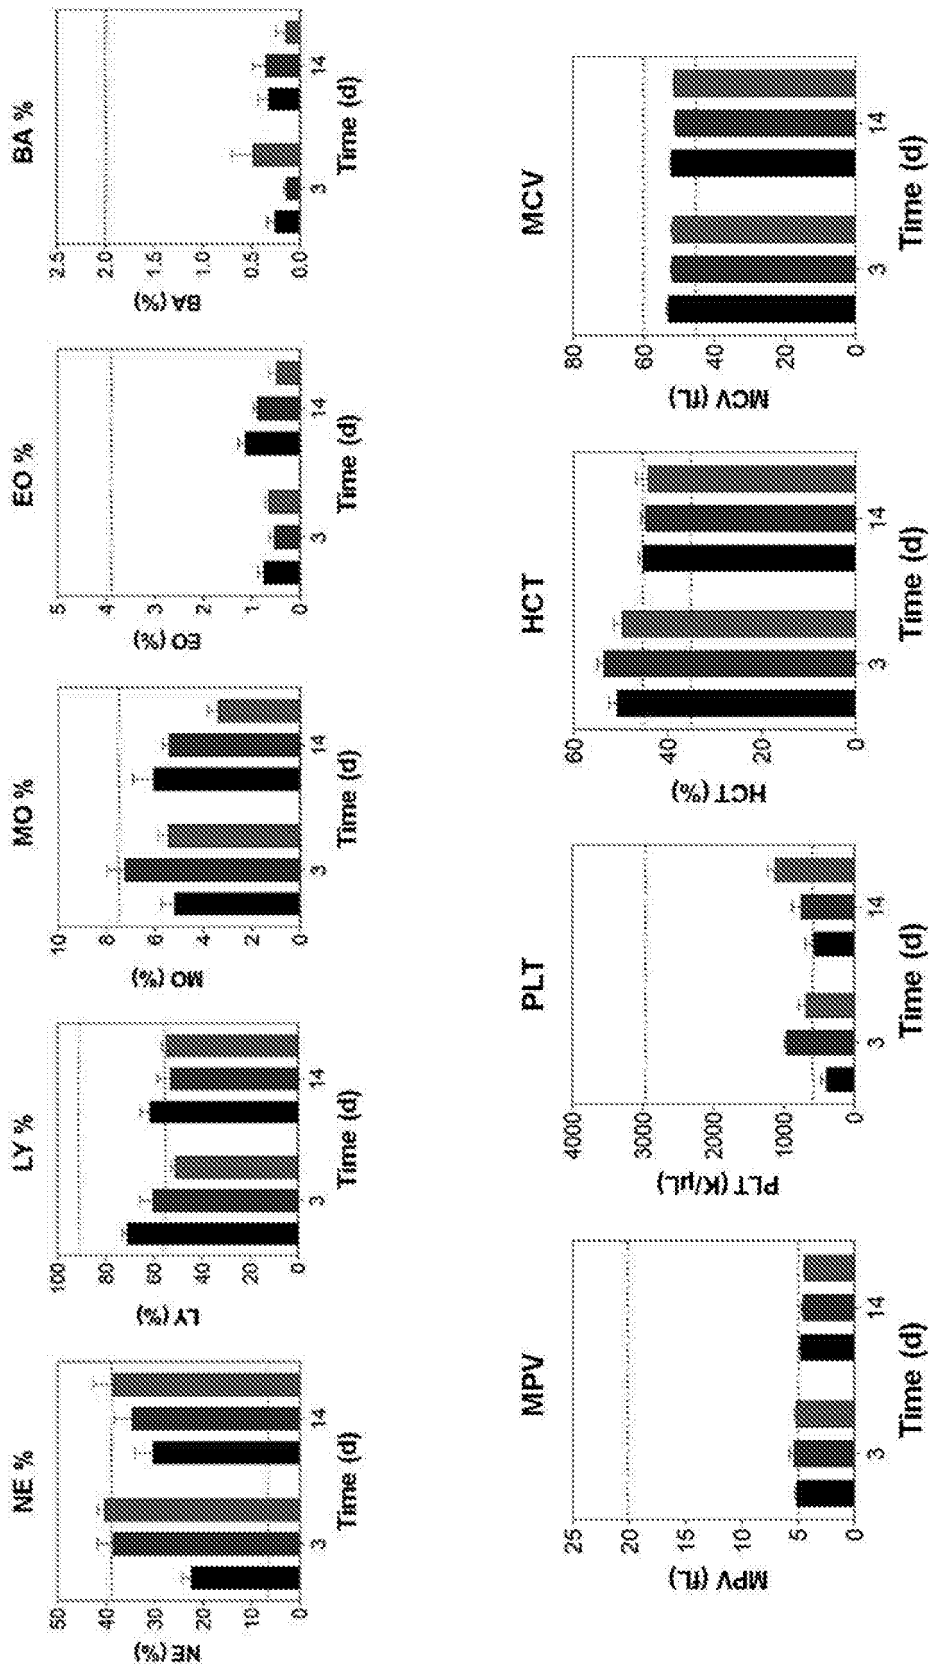 NE %
NE (%)
50
40
30
20
10
0
3
14
Time (d)
LY %
LY (%)
100
80
60
40
20
0
3
14
Time (d)
MO %
MO (%)
10
8
6
4
2
0
3
14
Time (d)
EO %
EO (%)
5
4
3
2
1
0
3
14
Time (d)
BA %
BA (%)
2.5
2.0
1.5
1.0
0.5
0.0
3
14
Time (d)
MPV
MPV (fL)
25
20
15
10
5
0
3
14
Time (d)
PLT
PLT (K/µL)
4000
3000
2000
1000
0
3
14
Time (d)
HCT
HCT (%)
60
40
20
0
3
14
Time (d)
MCV
MCV (fL)
80
60
40
20
0
3
14
Time (d)